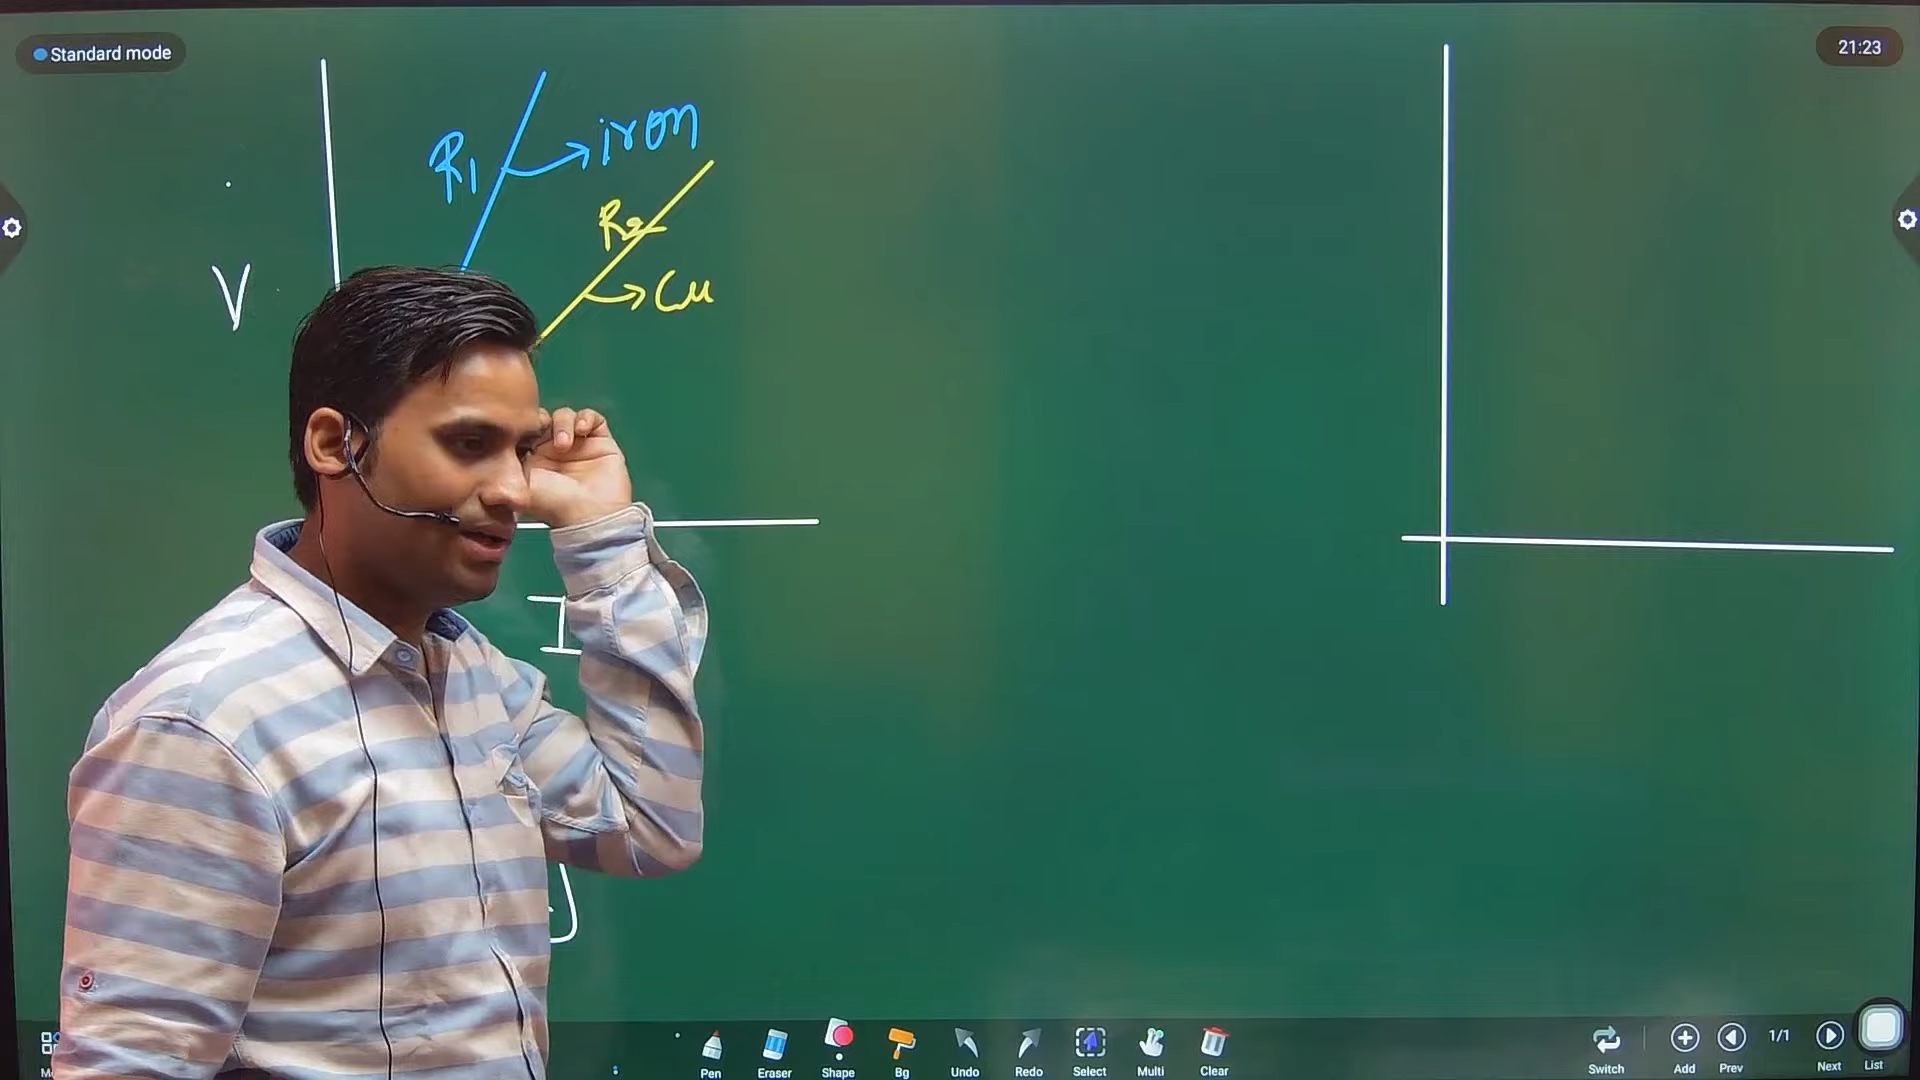 Standard mode
21:23
R1
iron
R2
Cu
V
I
Pen
Eraser
Shape
Bg
Undo
Redo
Select
Multi
Clear
Switch
Add
Prev
1/1
Next
List